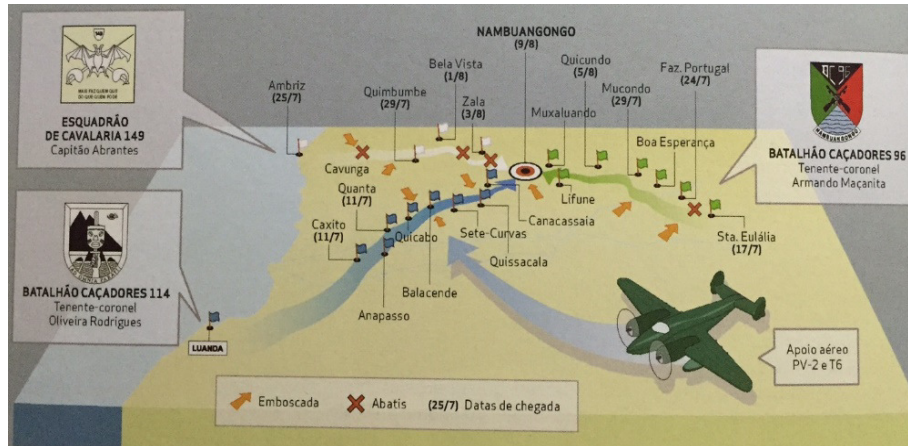 149
ESQUADRÃO
DE CAVALARIA 149
Capitão Abrantes
BATALHÃO CAÇADORES 114
Tenente-coronel
Oliveira Rodrigues
Ambriz
(25/7)
Quimbumbe
(29/7)
Bela Vista
(1/8)
Zala
(3/8)
NAMBUANGONGO
(9/8)
Quicundo
(5/8)
Muxaluando
Mucondo
(29/7)
Faz. Portugal
(24/7)
Boa Esperança
BATALHÃO CAÇADORES 96
Tenente-coronel
Armando Maçanita
Cavunga
Quanta
(11/7)
Caxito
(11/7)
Quicabo
Anapasso
Balacende
Sete-Curvas
Quissacala
Canacassaia
Lifune
Sta. Eulália
(17/7)
LUANDA
Apoio aéreo
PV-2 e T6
Emboscada
Abatis
(25/7) Datas de chegada